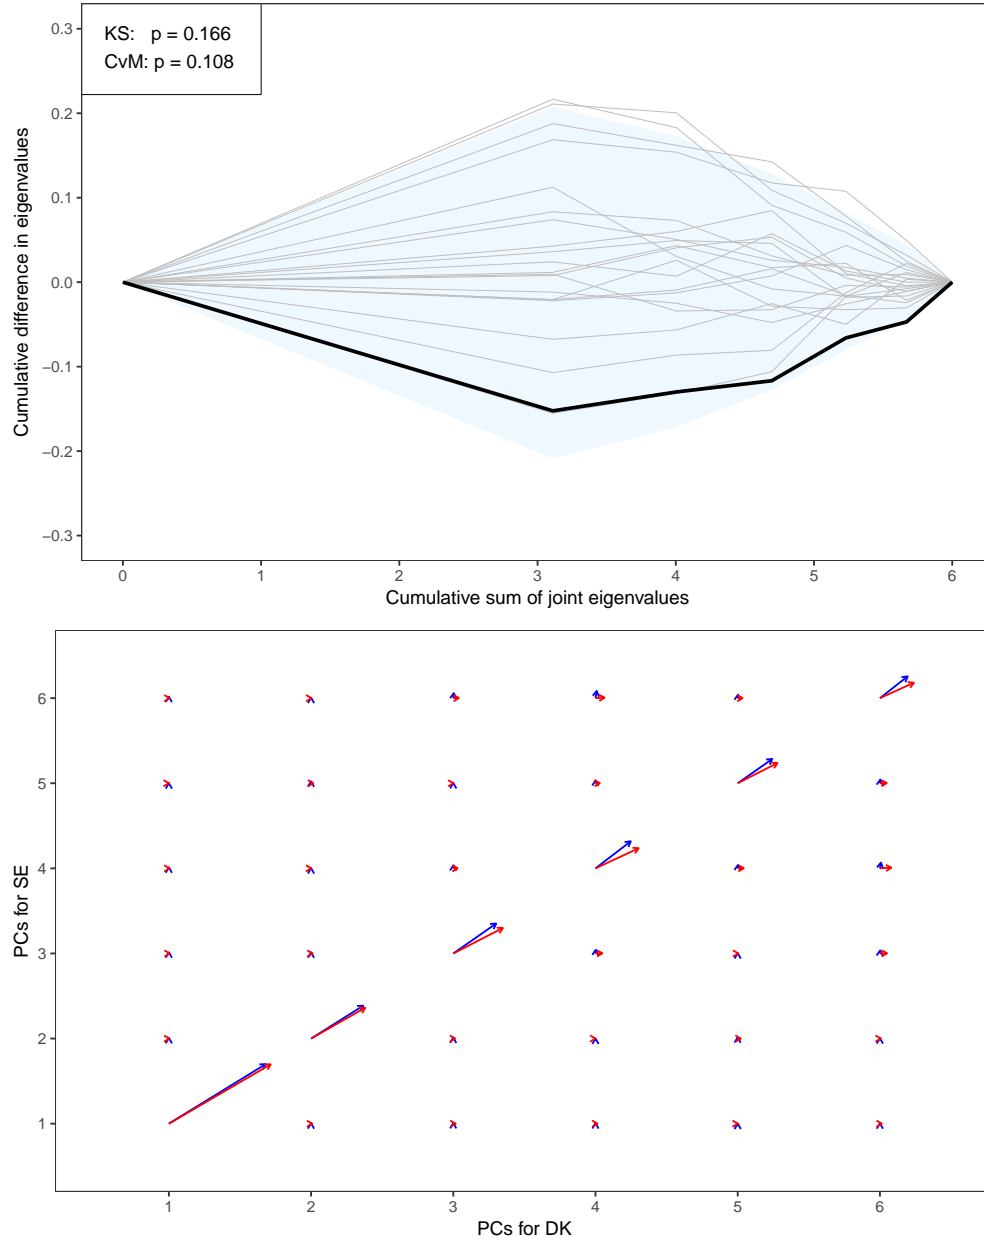 KS: p = 0.166
CvM: p = 0.108
Cumulative difference in eigenvalues
0.3
0.2
0.1
0.0
−0.1
−0.2
−0.3
0 1 2 3 4 5 6
Cumulative sum of joint eigenvalues
PCs for SE
6
5
4
3
2
1
1 2 3 4 5 6
PCs for DK